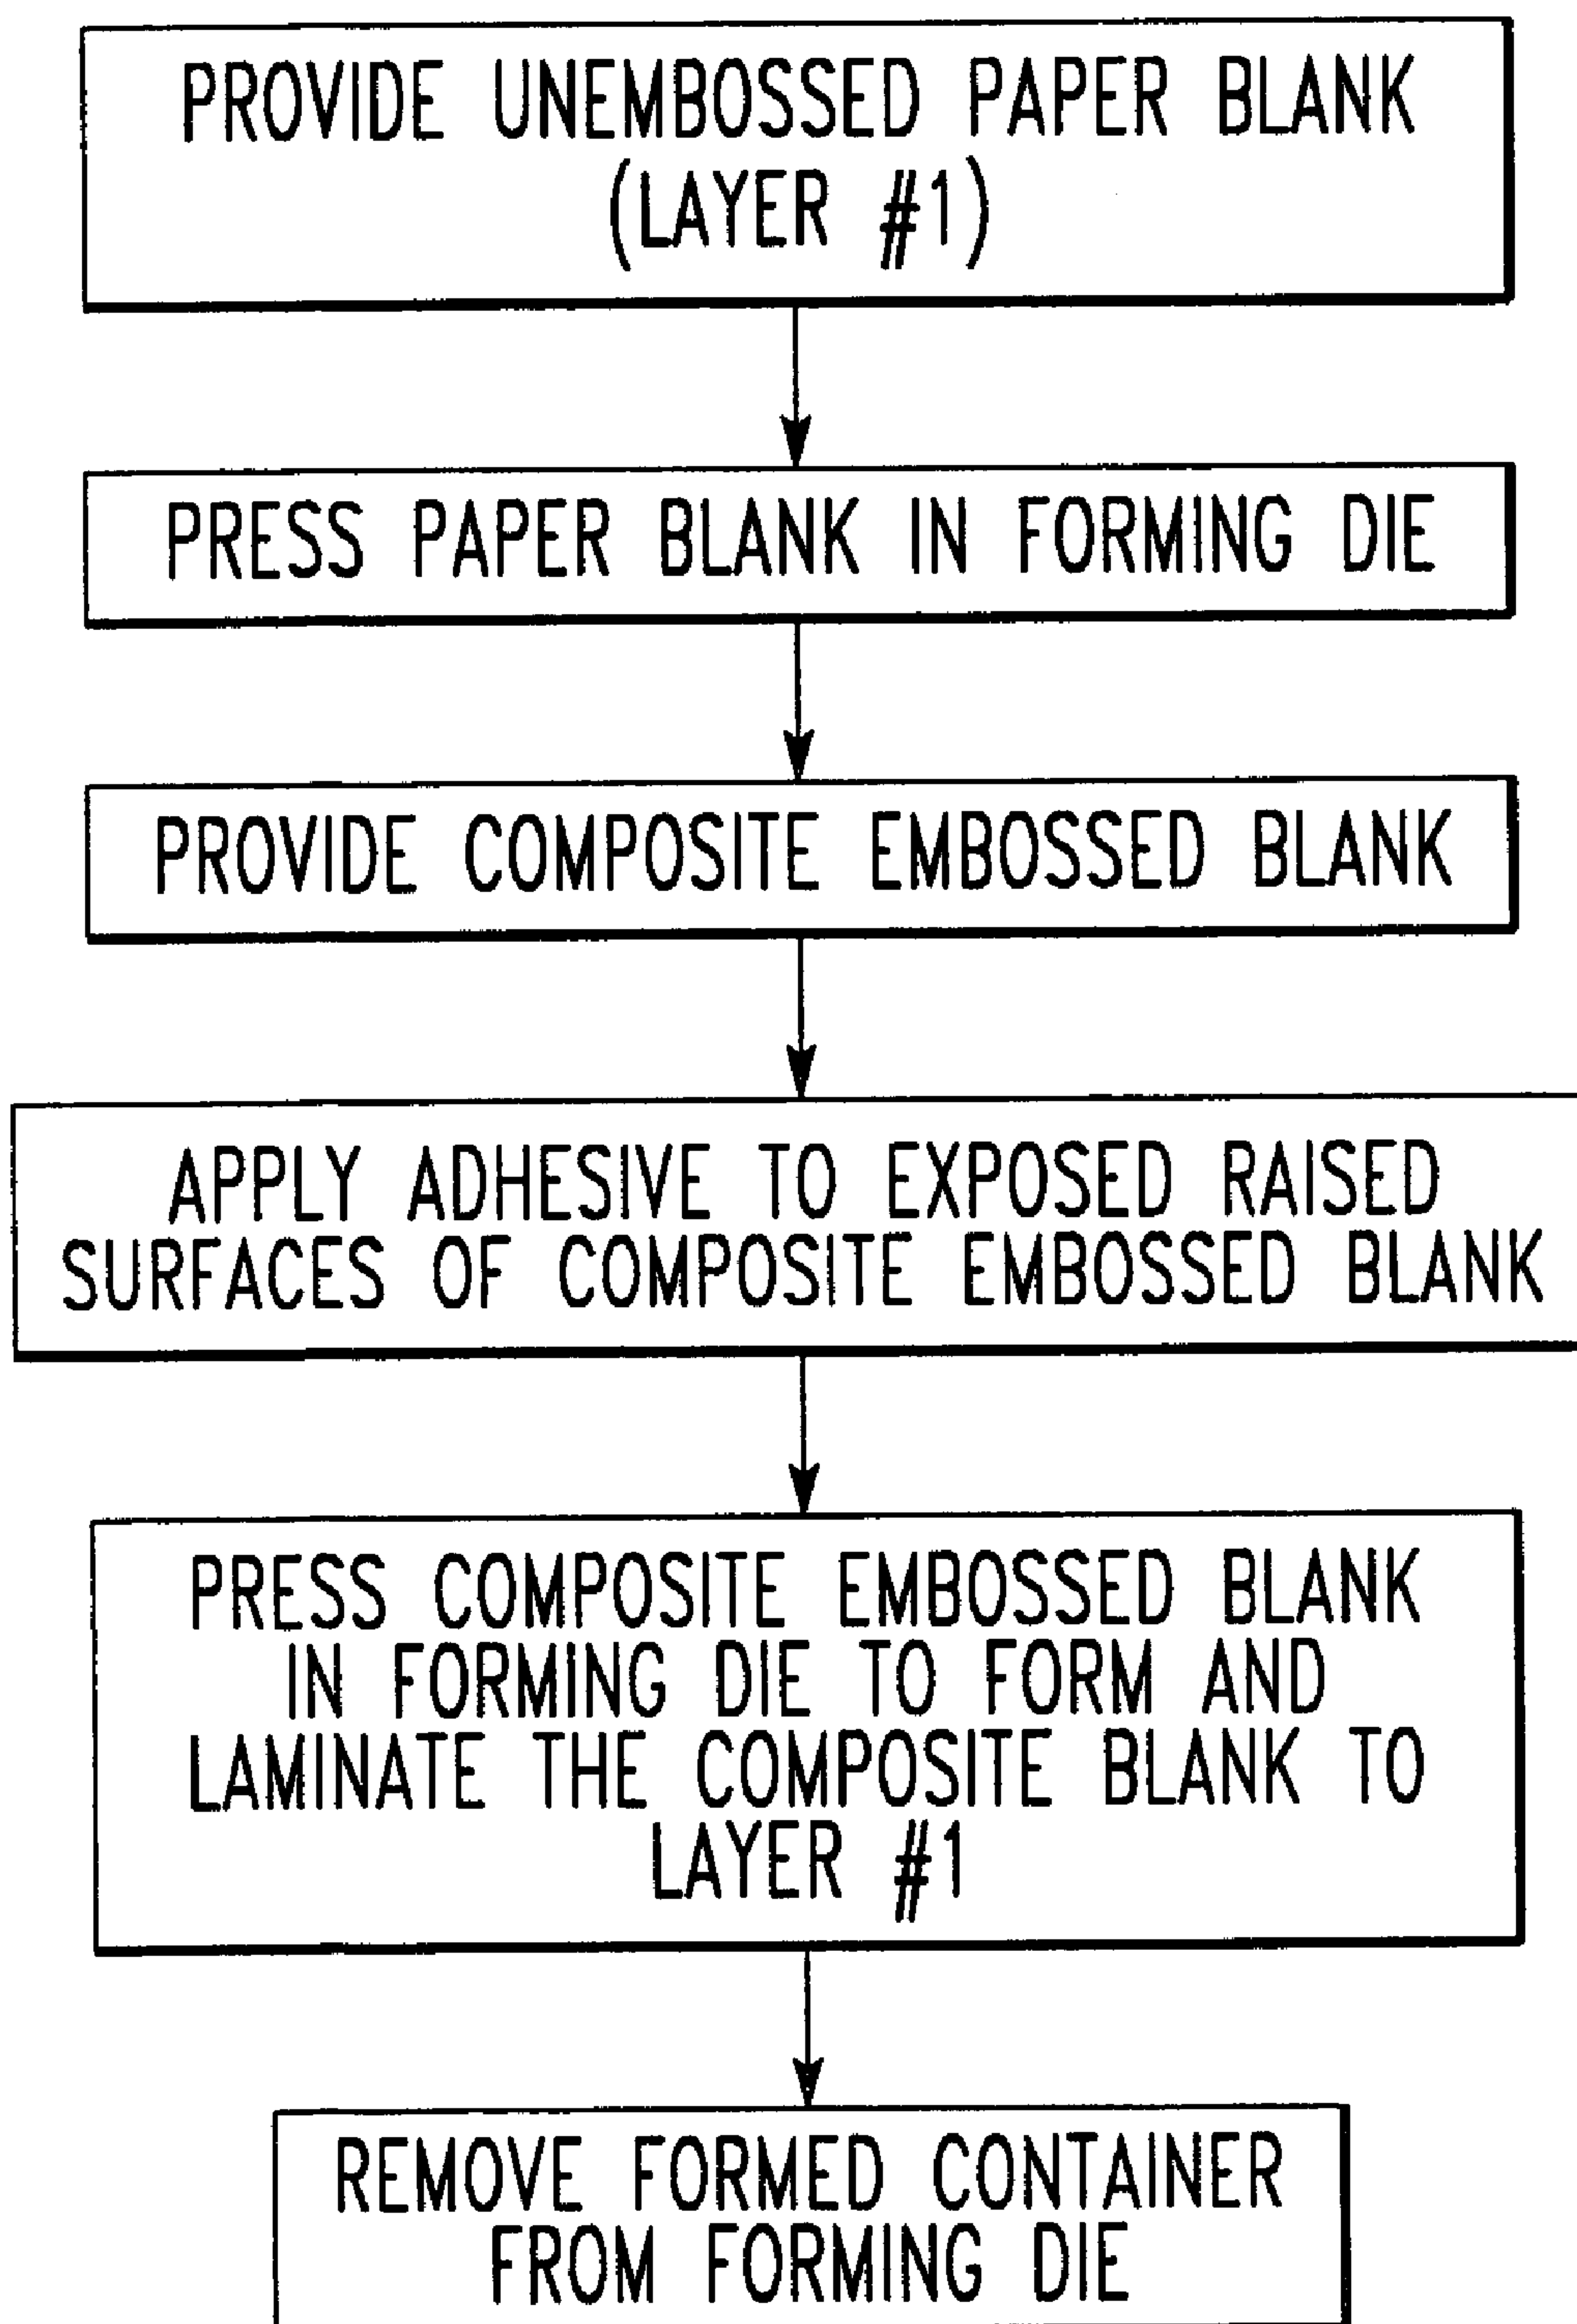 PROVIDE UNEMBOSSED PAPER BLANK
(LAYER #1)
PRESS PAPER BLANK IN FORMING DIE
PROVIDE COMPOSITE EMBOSSED BLANK
APPLY ADHESIVE TO EXPOSED RAISED
SURFACES OF COMPOSITE EMBOSSED BLANK
PRESS COMPOSITE EMBOSSED BLANK
IN FORMING DIE TO FORM AND
LAMINATE THE COMPOSITE BLANK TO
LAYER #1
REMOVE FORMED CONTAINER
FROM FORMING DIE